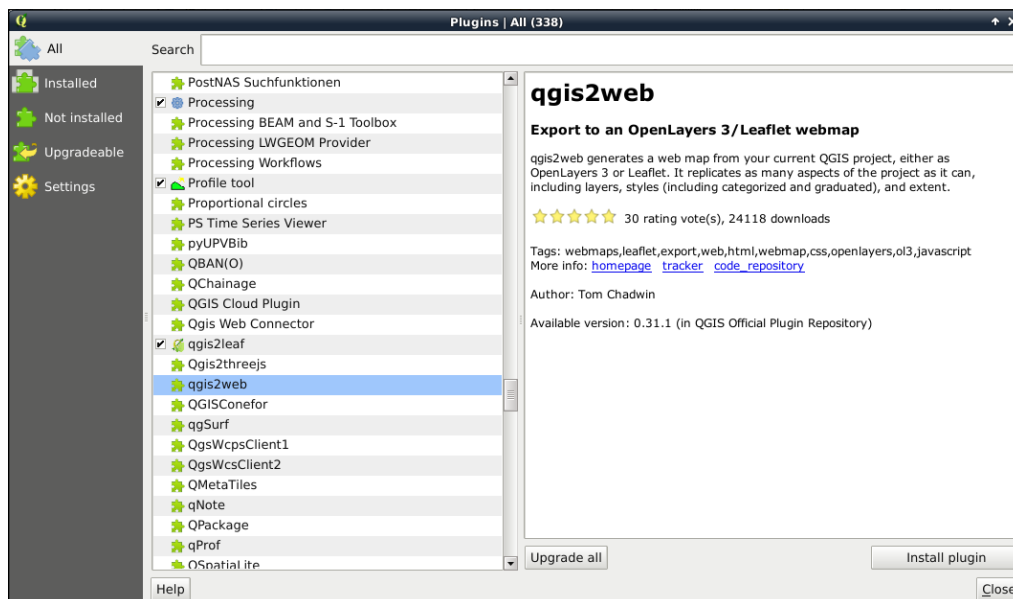 Plugins | All (338)
All
Installed
Not installed
Upgradeable
Settings
Search
PostNAS Suchfunktionen
Processing
Processing BEAM and S-1 Toolbox
Processing LWGEOM Provider
Processing Workflows
Profile tool
Proportional circles
PS Time Series Viewer
pyUPVBib
QBAN(O)
QChainage
QGIS Cloud Plugin
Qgis Web Connector
qgis2leaf
Qgis2threejs
qgis2web
QGISConefor
qgSurf
QgsWcpsClient1
QgsWcsClient2
QMetaTiles
qNote
QPackage
qProf
QSpatiaLite
qgis2web
Export to an OpenLayers 3/Leaflet webmap
qgis2web generates a web map from your current QGIS project, either as
OpenLayers 3 or Leaflet. It replicates as many aspects of the project as it can,
including layers, styles (including categorized and graduated), and extent.
30 rating vote(s), 24118 downloads
Tags: webmaps,leaflet,export,web,html,webmap,css,openlayers,ol3,javascript
More info: homepage tracker code_repository
Author: Tom Chadwin
Available version: 0.31.1 (in QGIS Official Plugin Repository)
Upgrade all
Install plugin
Help
Close